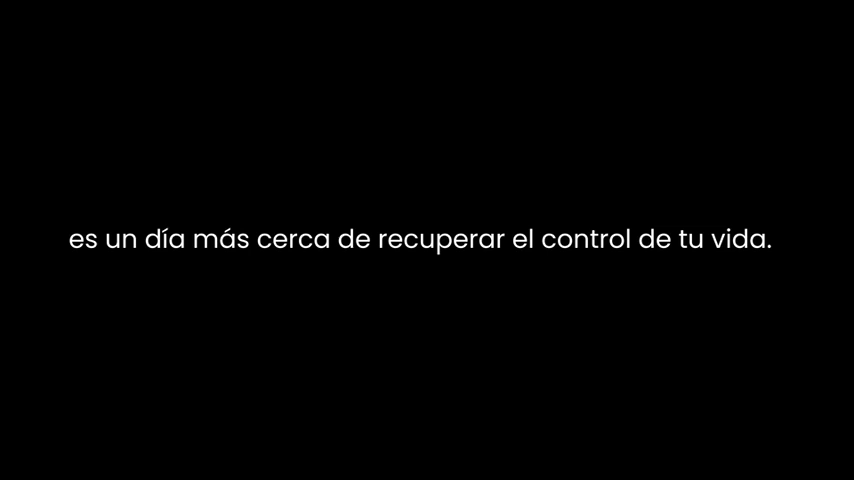 es un día más cerca de recuperar el control de tu vida.